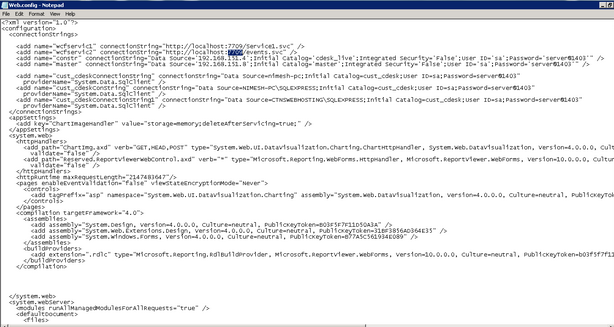 Web.config - Notepad
File Edit Format View Help
<?xml version="1.0"?>
<configuration>
<connectionStrings>
<add name="wcfservic1" connectionString="http://localhost:7709/Service1.svc" />
<add name="wcfservic2" connectionString="http://localhost:7709/events.svc" />
<add name="constr" connectionString="Data Source='192.168.151.4';Initial Catalog='cdesk_live';Integrated Security='False';User ID='sa';Password='server@1403'" />
<add name="master" connectionString="Data Source='192.168.151.8';Initial Catalog='master';Integrated Security='False';User ID='sa';Password='server@1403'" />
<add name="cust_cdeskConnectionString" connectionString="Data Source=nimesh-pc;Initial Catalog=cust_cdesk;User ID=sa;Password=server@1403"
providerName="System.Data.SqlClient" />
<add name="cust_cdeskConnectionString" connectionString="Data Source=NIMESH-PC\SQLEXPRESS;Initial Catalog=cust_cdesk;User ID=sa;Password=server@1403"
providerName="System.Data.SqlClient" />
<add name="cust_cdeskConnectionString1" connectionString="Data Source=CTNSWEBHOSTING\SQLEXPRESS;Initial Catalog=cust_cdesk;User ID=sa;Password=server@1403"
providerName="System.Data.SqlClient" />
</connectionStrings>
<appSettings>
<add key="ChartImageHandler" value="storage=memory;deleteAfterServicing=true;" />
</appSettings>
<system.web>
<httpHandlers>
<add path="ChartImg.axd" verb="GET,HEAD,POST" type="System.Web.UI.DataVisualization.Charting.ChartHttpHandler, System.Web.DataVisualization, Version=4.0.0.0, Cult
validate="false" />
<add path="Reserved.ReportViewerWebControl.axd" verb="*" type="Microsoft.Reporting.WebForms.HttpHandler, Microsoft.ReportViewer.WebForms, Version=10.0.0.0, Cult
validate="false" />
</httpHandlers>
<httpRuntime maxRequestLength="2147483647"/>
<pages enableEventValidation="false" viewStateEncryptionMode="Never">
<controls>
<add tagPrefix="asp" namespace="System.Web.UI.DataVisualization.Charting" assembly="System.Web.DataVisualization, Version=4.0.0.0, Culture=neutral, PublicKeyTok
</controls>
</pages>
<compilation targetFramework="4.0">
<assemblies>
<add assembly="System.Design, Version=4.0.0.0, Culture=neutral, PublicKeyToken=B03F5F7F11D50A3A" />
<add assembly="System.Web.Extensions.Design, Version=4.0.0.0, Culture=neutral, PublicKeyToken=31BF3856AD364E35" />
<add assembly="System.Windows.Forms, Version=4.0.0.0, Culture=neutral, PublicKeyToken=B77A5C561934E089" />
</assemblies>
<buildProviders>
<add extension=".rdlc" type="Microsoft.Reporting.RdlBuildProvider, Microsoft.ReportViewer.WebForms, Version=10.0.0.0, Culture=neutral, PublicKeyToken=b03f5f7f11
</buildProviders>
</compilation>
</system.web>
<system.webServer>
<modules runAllManagedModulesForAllRequests="true" />
<defaultDocument>
<files>